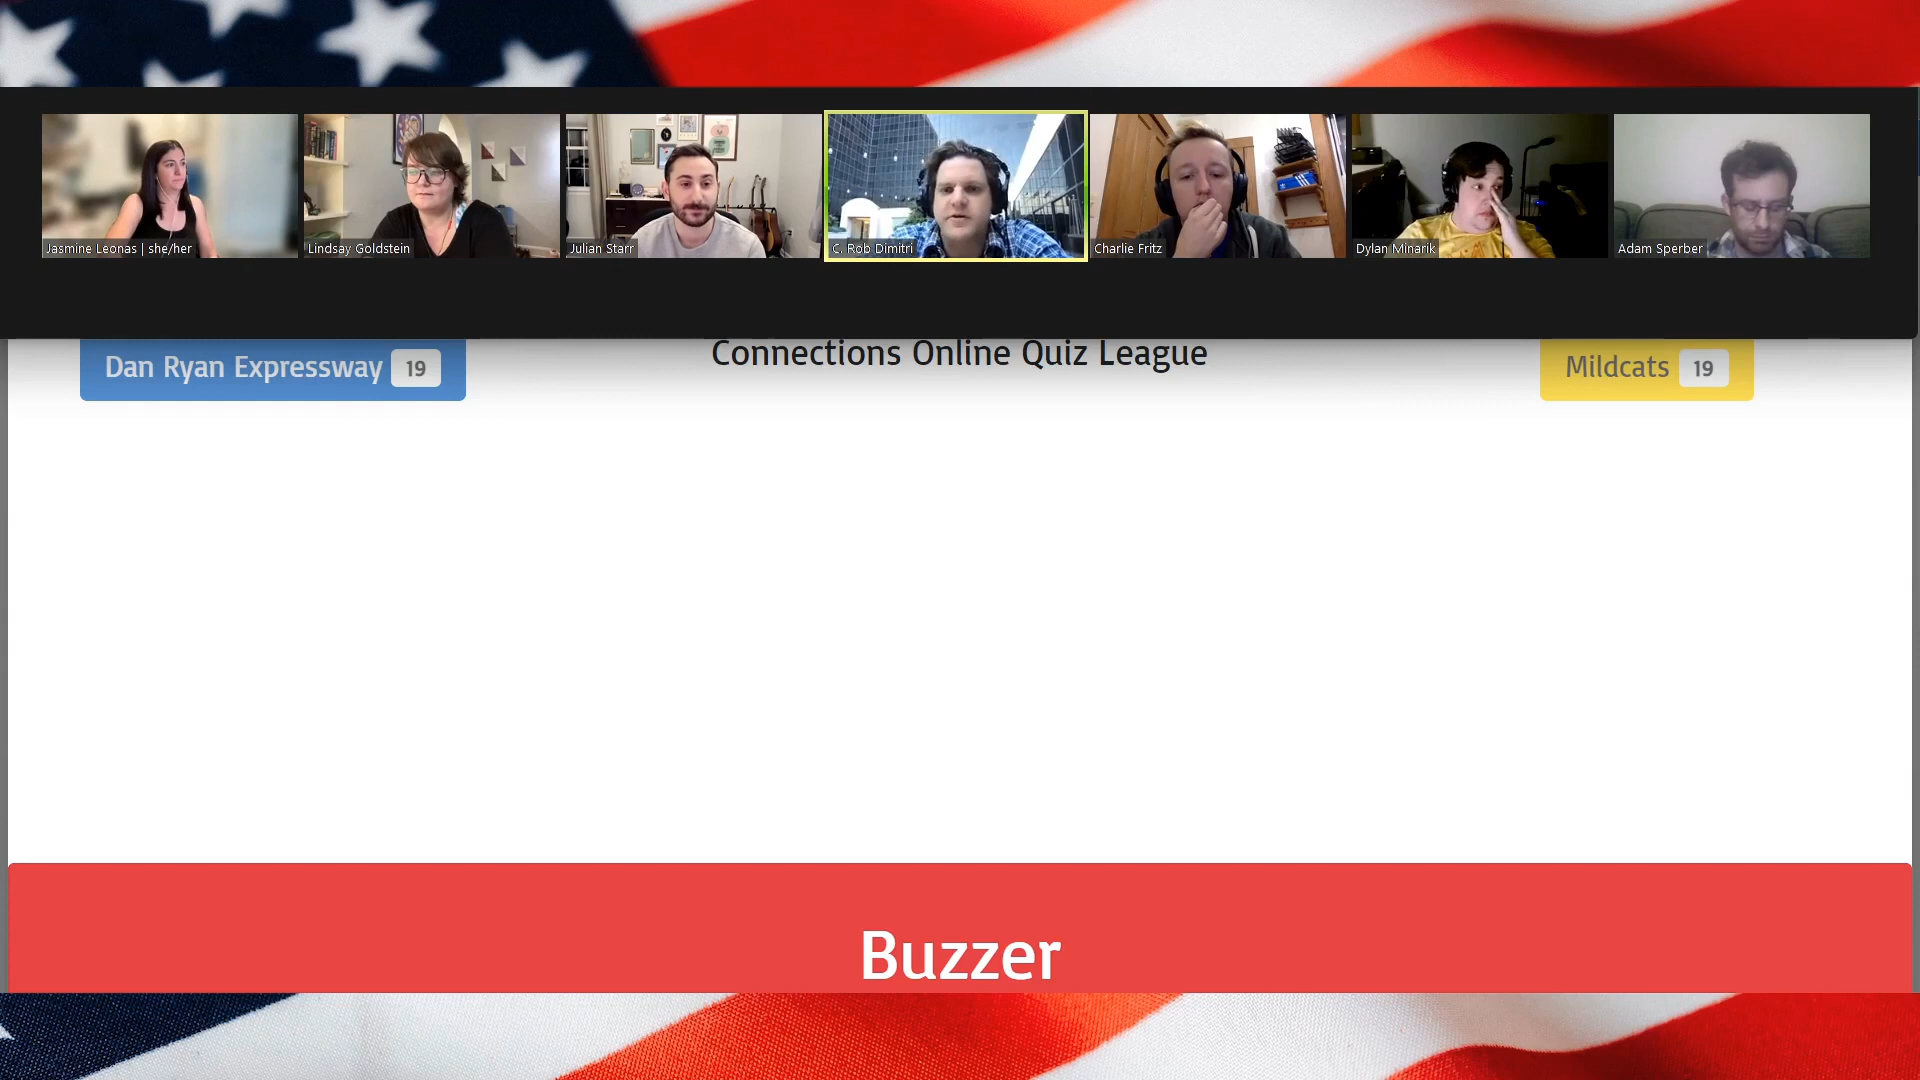 Jasmine Leonas | she/her
Lindsay Goldstein
Julian Starr
C. Rob Dimitri
Charlie Fritz
Dylan Minarik
Adam Sperber
Dan Ryan Expressway 19
Connections Online Quiz League
Mildcats 19
Buzzer